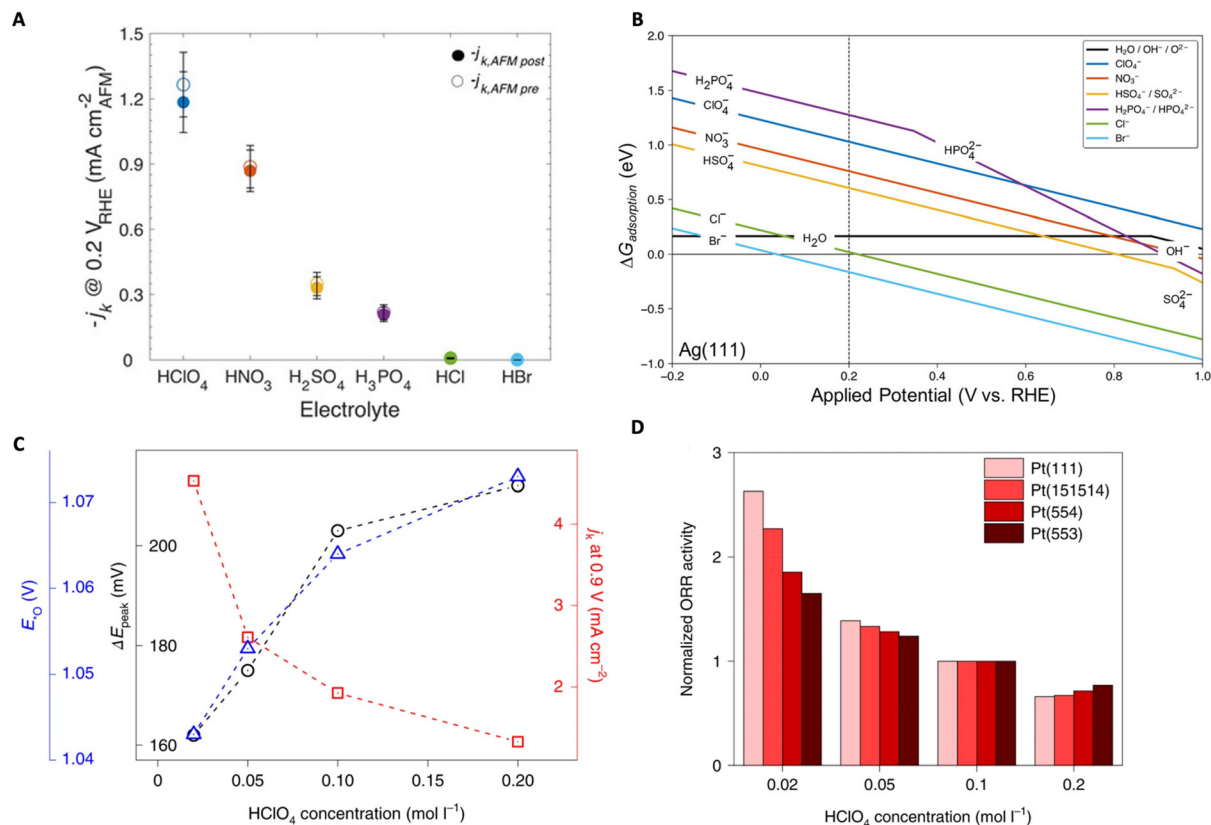 A
1.5
1.2
0.9
0.6
0.3
0
-j_k @ 0.2 V_RHE (mA cm⁻²_AFM)
-j_k,AFM post
-j_k,AFM pre
HClO₄ HNO₃ H₂SO₄ H₃PO₄ HCl HBr
Electrolyte
B
2.0
1.5
1.0
0.5
0.0
−0.5
−1.0
ΔG_adsorption (eV)
H₂PO₄⁻
ClO₄⁻
NO₃⁻
HSO₄⁻
Cl⁻
Br⁻
H₂O
HPO₄²⁻
OH⁻
SO₄²⁻
H₂O / OH⁻ / O²⁻
ClO₄⁻
NO₃⁻
HSO₄⁻ / SO₄²⁻
H₂PO₄⁻ / HPO₄²⁻
Cl⁻
Br⁻
Ag(111)
−0.2 0.0 0.2 0.4 0.6 0.8 1.0
Applied Potential (V vs. RHE)
C
1.07
1.06
1.05
1.04
E*O (V)
200
180
160
ΔE_peak (mV)
4
3
2
j_k at 0.9 V (mA cm⁻²)
0 0.05 0.10 0.15 0.20
HClO₄ concentration (mol l⁻¹)
D
3
2
1
0
Normalized ORR activity
Pt(111)
Pt(151514)
Pt(554)
Pt(553)
0.02 0.05 0.1 0.2
HClO₄ concentration (mol l⁻¹)